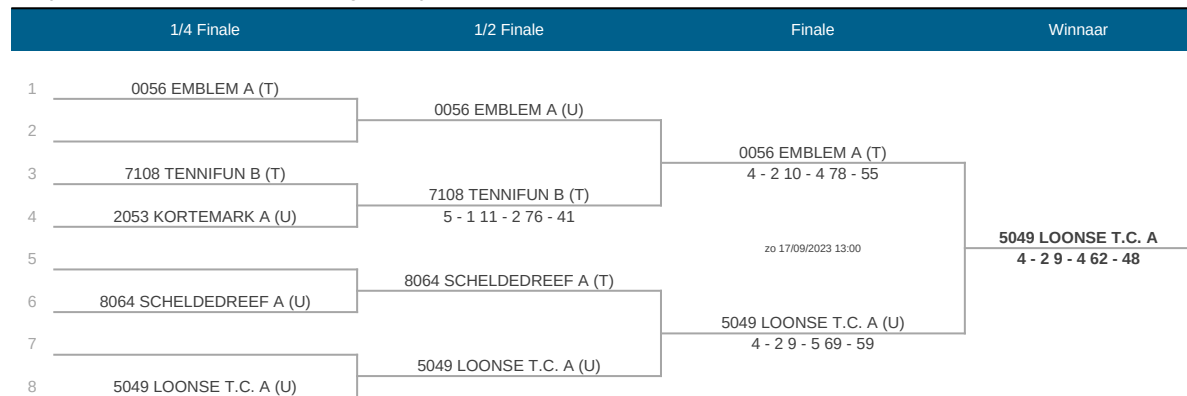 1/4 Finale 1/2 Finale Finale Winnaar
1 0056 EMBLEM A (T)
0056 EMBLEM A (U)
2
0056 EMBLEM A (T)
3 7108 TENNIFUN B (T) 4 - 2 10 - 4 78 - 55
7108 TENNIFUN B (T)
4 2053 KORTEMARK A (U) 5 - 1 11 - 2 76 - 41
5049 LOONSE T.C. A
zo 17/09/2023 13:00
5 4 - 2 9 - 4 62 - 48
8064 SCHELDEDREEF A (T)
6 8064 SCHELDEDREEF A (U)
5049 LOONSE T.C. A (U)
7 4 - 2 9 - 5 69 - 59
5049 LOONSE T.C. A (U)
8 5049 LOONSE T.C. A (U)